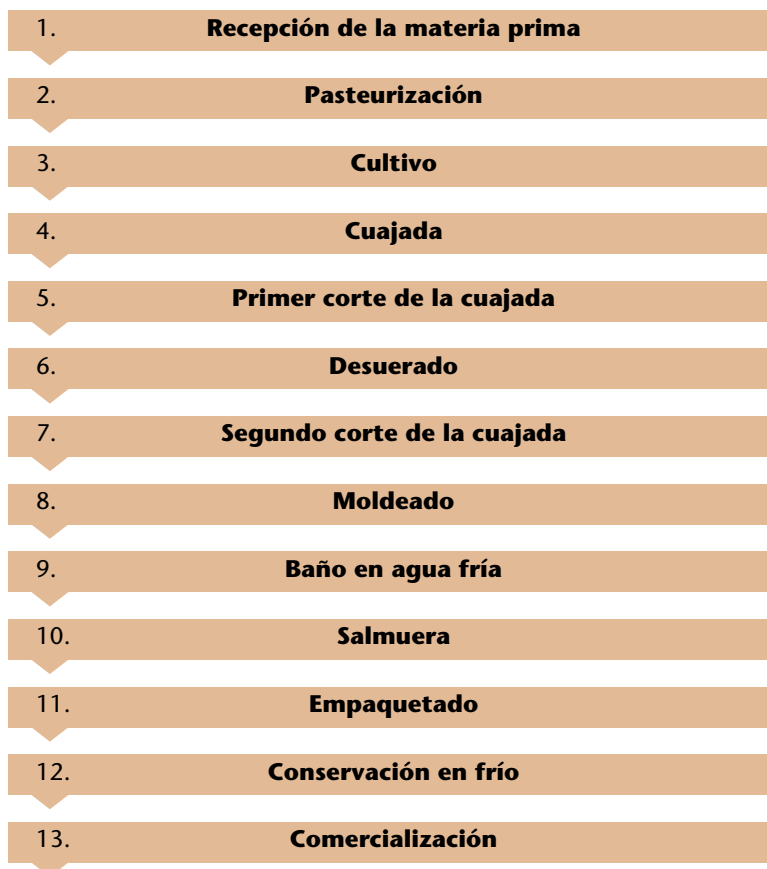 1. Recepción de la materia prima
2. Pasteurización
3. Cultivo
4. Cuajada
5. Primer corte de la cuajada
6. Desuerado
7. Segundo corte de la cuajada
8. Moldeado
9. Baño en agua fría
10. Salmuera
11. Empaquetado
12. Conservación en frío
13. Comercialización